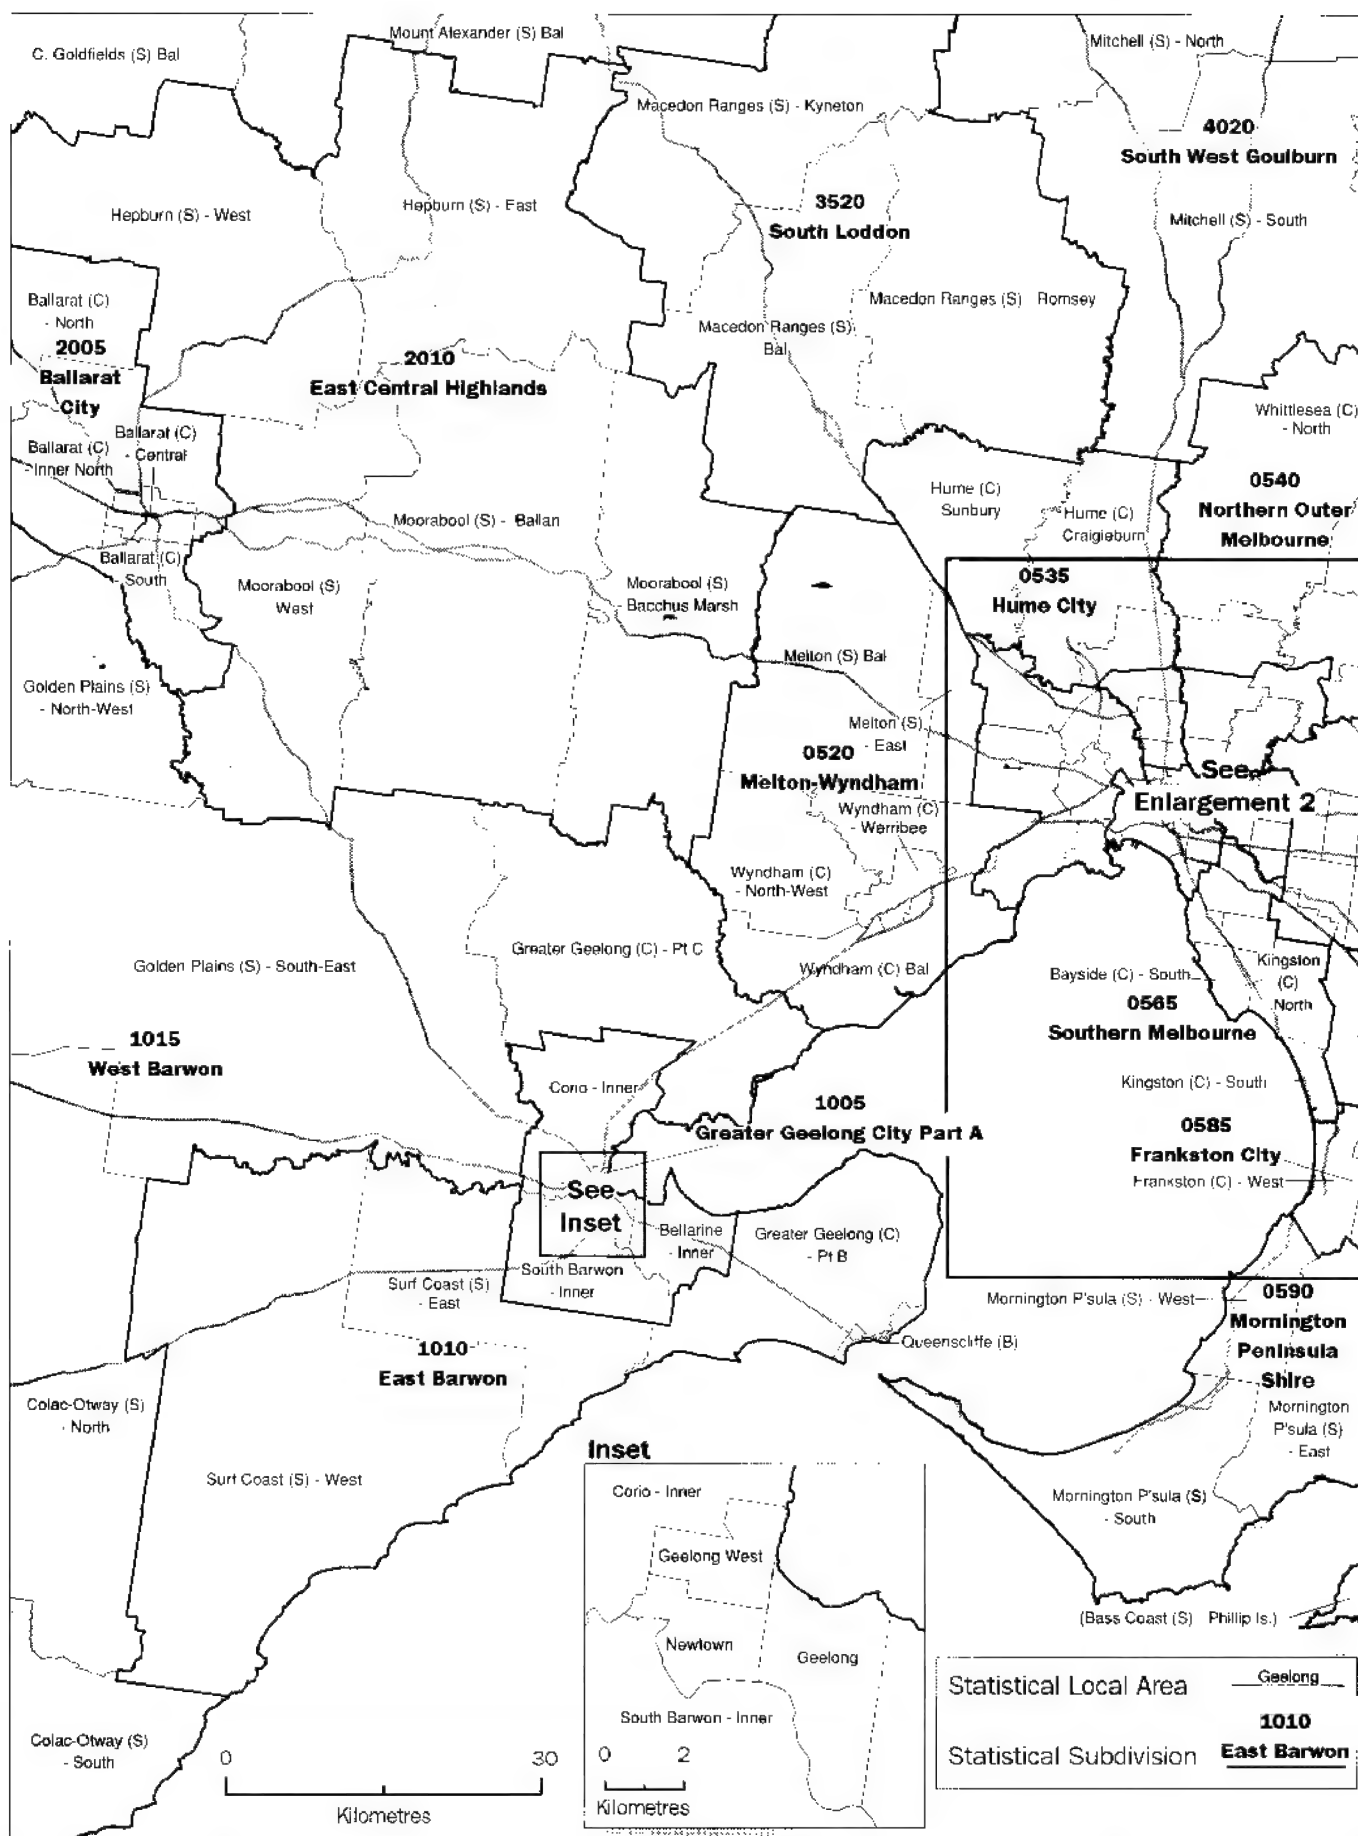 Mount Alexander (S) Bal
C. Goldfields (S) Bal
Mitchell (S) - North
Macedon Ranges (S) - Kyneton
4020
South West Goulburn
Hepburn (S) - West
Hepburn (S) - East
3520
South Loddon
Mitchell (S) - South
Ballarat (C)
- North
Macedon Ranges (S) Romsey
Macedon Ranges (S)
Bal
2005
Ballarat
City
2010
East Central Highlands
Whittlesea (C)
- North
Ballarat (C)
- Central
Ballarat (C)
- Inner North
0540
Northern Outer
Melbourne
Hume (C)
Sunbury
Hume (C)
Craigieburn
Moorabool (S) - Ballan
Ballarat (C)
South
Moorabool (S)
West
Moorabool (S)
Bacchus Marsh
0535
Hume City
Melton (S) Bal
Golden Plains (S)
- North-West
Melton (S)
- East
0520
Melton-Wyndham
See
Enlargement 2
Wyndham (C)
- Werribee
Wyndham (C)
- North-West
Greater Geelong (C) - Pt C
Golden Plains (S) - South-East
Wyndham (C) Bal
Bayside (C) - South
Kingston
(C)
North
0565
Southern Melbourne
1015
West Barwon
Corio - Inner
Kingston (C) - South
1005
Greater Geelong City Part A
0585
Frankston City
Frankston (C) - West
See
Inset
Bellarine
- Inner
Greater Geelong (C)
- Pt B
South Barwon
- Inner
Surf Coast (S)
- East
Mornington P'sula (S) - West
0590
Mornington
Peninsula
Shire
Queenscliffe (B)
1010
East Barwon
Colac-Otway (S)
- North
Mornington
P'sula (S)
- East
Inset
Surf Coast (S) - West
Corio - Inner
Mornington P'sula (S)
- South
Geelong West
(Bass Coast (S) Phillip Is.)
Newtown
Geelong
South Barwon - Inner
Statistical Local Area
Geelong
Colac-Otway (S)
- South
1010
East Barwon
Statistical Subdivision
0 30
Kilometres
0 2
Kilometres